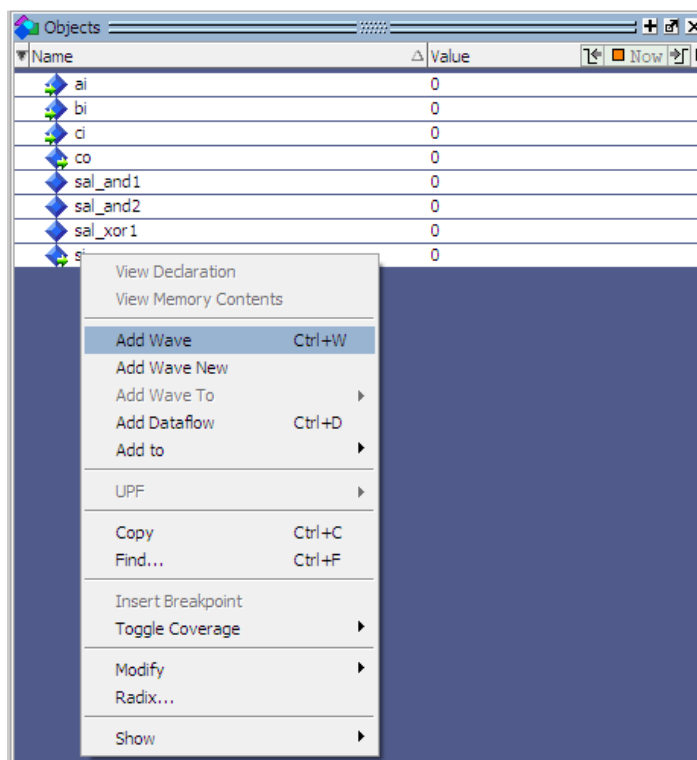 Objects
Name Value Now
ai 0
bi 0
ci 0
co 0
sal_and1 0
sal_and2 0
sal_xor1 0
0
View Declaration
View Memory Contents
Add Wave Ctrl+W
Add Wave New
Add Wave To
Add Dataflow Ctrl+D
Add to
UPF
Copy Ctrl+C
Find... Ctrl+F
Insert Breakpoint
Toggle Coverage
Modify
Radix...
Show